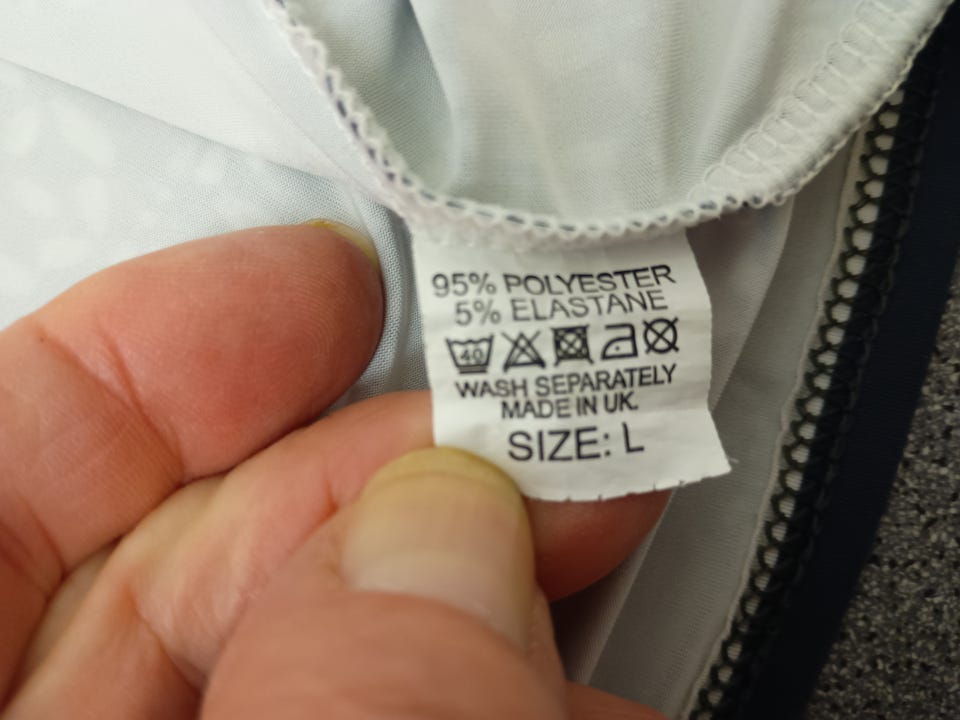 95% POLYESTER
5% ELASTANE
40
WASH SEPARATELY
MADE IN UK.
SIZE: L